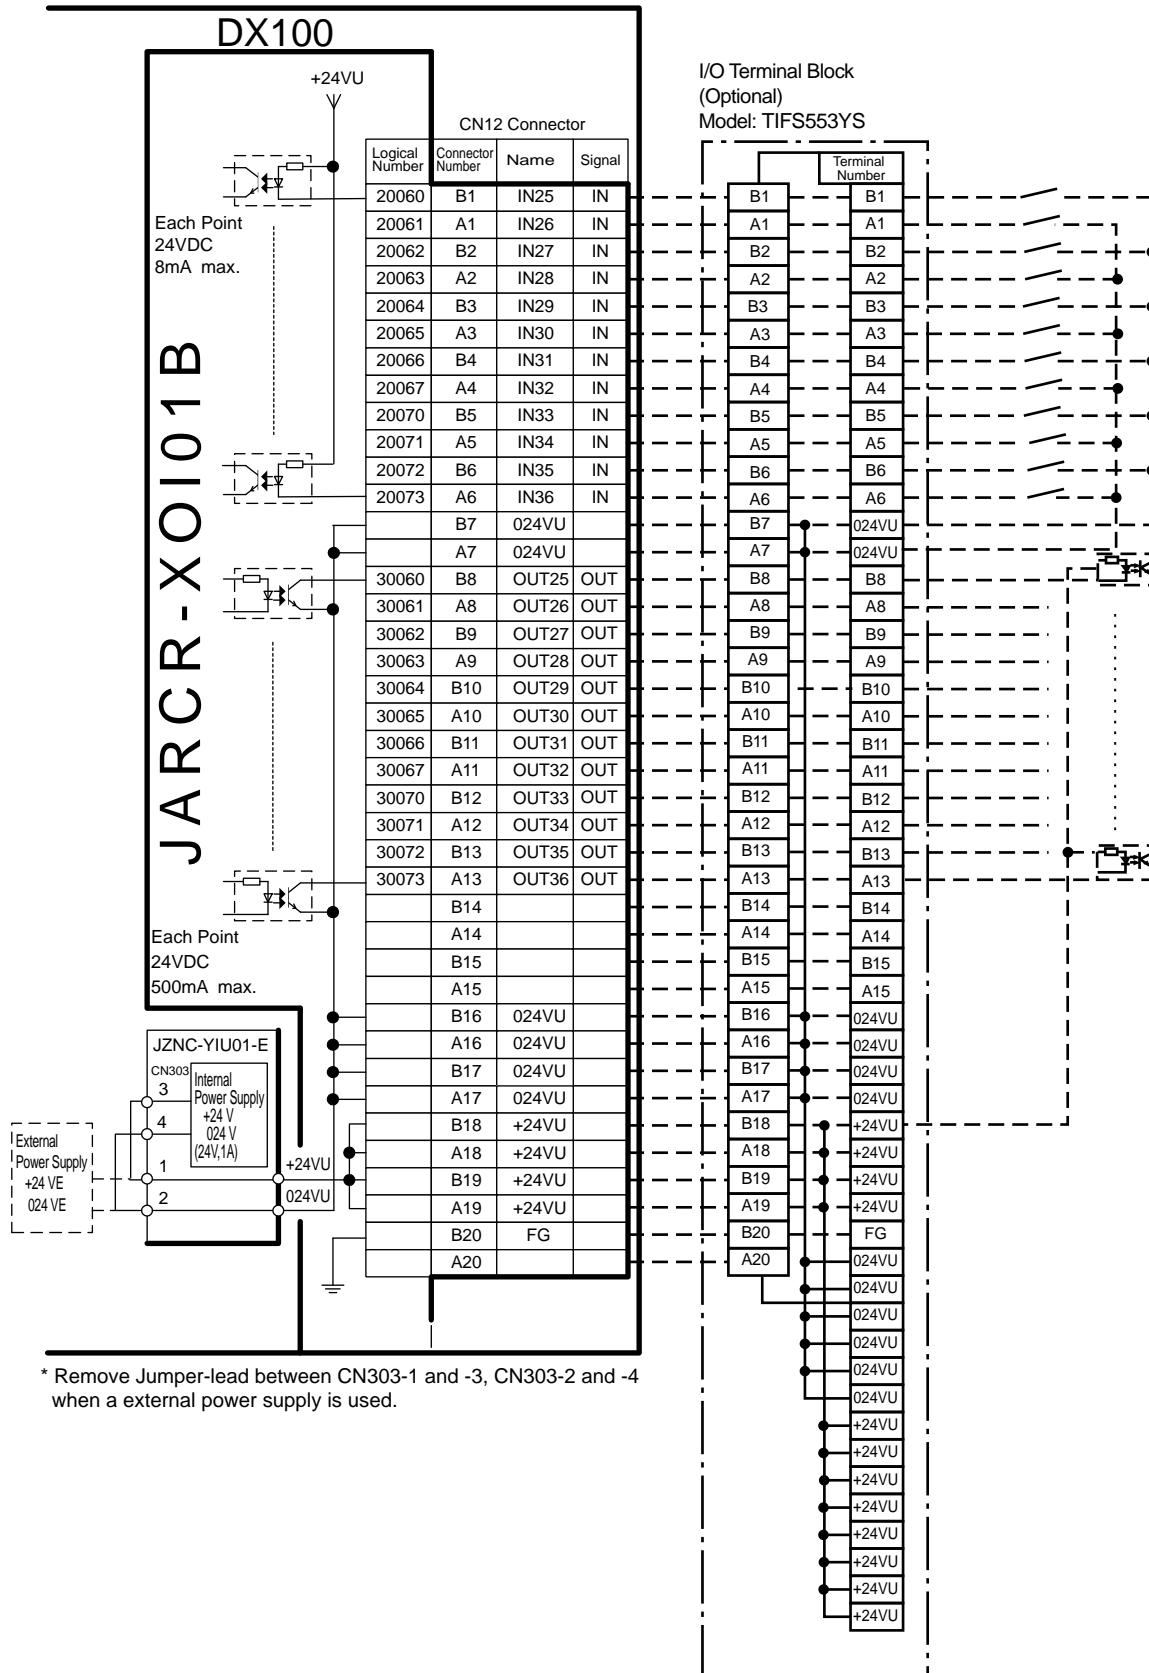 DX100
+24VU
I/O Terminal Block
(Optional)
Model: TIFS553YS
CN12 Connector
Logical Number Connector Number Name Signal
Terminal Number
20060 B1 IN25 IN B1 B1
20061 A1 IN26 IN A1 A1
20062 B2 IN27 IN B2 B2
20063 A2 IN28 IN A2 A2
20064 B3 IN29 IN B3 B3
20065 A3 IN30 IN A3 A3
20066 B4 IN31 IN B4 B4
20067 A4 IN32 IN A4 A4
20070 B5 IN33 IN B5 B5
20071 A5 IN34 IN A5 A5
20072 B6 IN35 IN B6 B6
20073 A6 IN36 IN A6 A6
B7 024VU B7 024VU
A7 024VU A7 024VU
30060 B8 OUT25 OUT B8 B8
30061 A8 OUT26 OUT A8 A8
30062 B9 OUT27 OUT B9 B9
30063 A9 OUT28 OUT A9 A9
30064 B10 OUT29 OUT B10 B10
30065 A10 OUT30 OUT A10 A10
30066 B11 OUT31 OUT B11 B11
30067 A11 OUT32 OUT A11 A11
30070 B12 OUT33 OUT B12 B12
30071 A12 OUT34 OUT A12 A12
30072 B13 OUT35 OUT B13 B13
30073 A13 OUT36 OUT A13 A13
B14 B14 B14
A14 A14 A14
B15 B15 B15
A15 A15 A15
B16 024VU B16 024VU
A16 024VU A16 024VU
B17 024VU B17 024VU
A17 024VU A17 024VU
B18 +24VU B18 +24VU
A18 +24VU A18 +24VU
B19 +24VU B19 +24VU
A19 +24VU A19 +24VU
B20 FG B20 FG
A20 A20 024VU
024VU
024VU
024VU
024VU
024VU
+24VU
+24VU
+24VU
+24VU
+24VU
+24VU
+24VU
+24VU
Each Point
24VDC
8mA max.
JARCR-XOI01B
Each Point
24VDC
500mA max.
JZNC-YIU01-E
CN303
3
4
1
2
Internal
Power Supply
+24 V
024 V
(24V,1A)
External
Power Supply
+24 VE
024 VE
+24VU
024VU
* Remove Jumper-lead between CN303-1 and -3, CN303-2 and -4
when a external power supply is used.